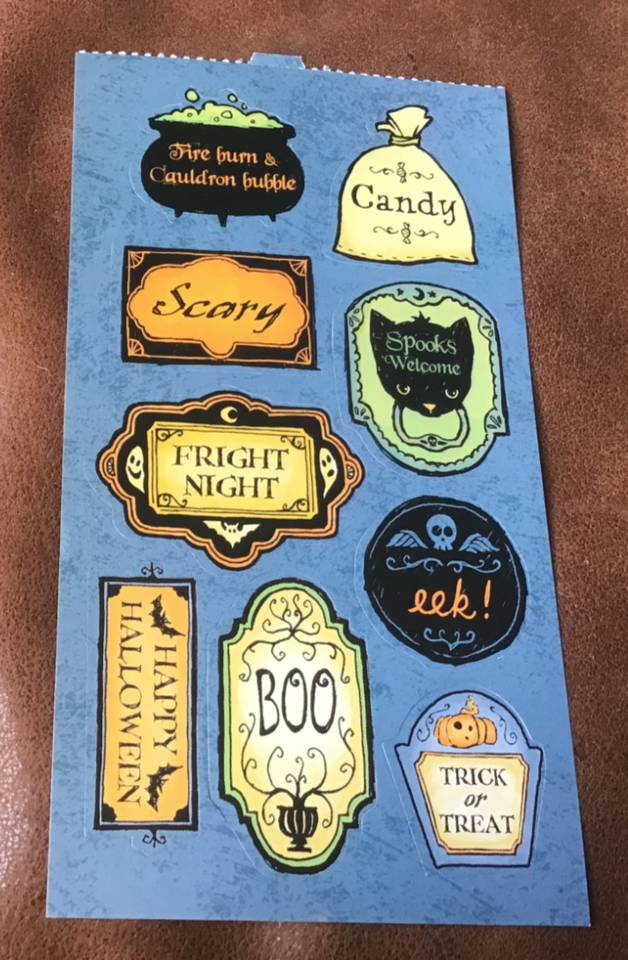 Fire burn &
Cauldron bubble
Candy
Scary
Spooks
Welcome
FRIGHT
NIGHT
eek!
HAPPY
HALLOWEEN
BOO
TRICK
or
TREAT